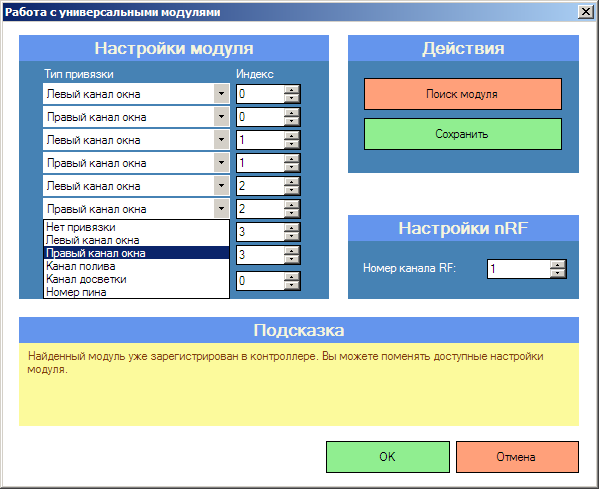 Работа с универсальными модулями
Настройки модуля
Тип привязки Индекс
Левый канал окна 0
Правый канал окна 0
Левый канал окна 1
Правый канал окна 1
Левый канал окна 2
Правый канал окна 2
Нет привязки
Левый канал окна
Правый канал окна
Канал полива
Канал досветки
Номер пина
3
3
0
Действия
Поиск модуля
Сохранить
Настройки nRF
Номер канала RF: 1
Подсказка
Найденный модуль уже зарегистрирован в контроллере. Вы можете поменять доступные настройки
модуля.
OK
Отмена